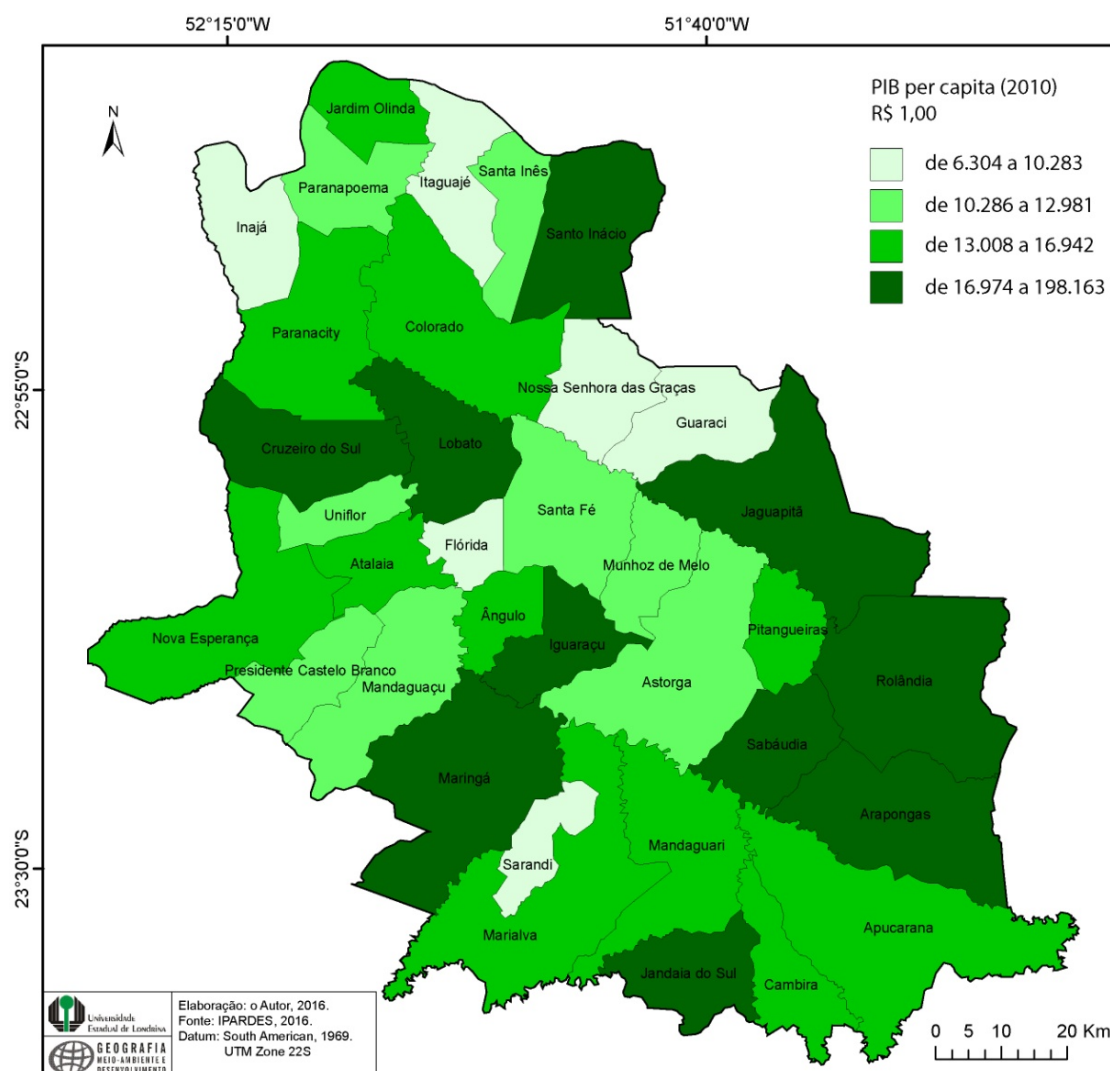 52°15'0"W
51°40'0"W
N
PIB per capita (2010)
R$ 1,00
de 6.304 a 10.283
de 10.286 a 12.981
de 13.008 a 16.942
de 16.974 a 198.163
Jardim Olinda
Paranapoema
Itaguajé
Santa Inês
Inajá
Santo Inácio
Paranacity
Colorado
Nossa Senhora das Graças
Guaraci
22°55'0"S
Cruzeiro do Sul
Lobato
Uniflor
Santa Fé
Jaguapitã
Flórida
Atalaia
Munhoz de Melo
Ângulo
Iguaraçu
Pitangueiras
Nova Esperança
Presidente Castelo Branco
Mandaguaçu
Astorga
Rolândia
Sabáudia
Maringá
Arapongas
Mandaguari
Sarandi
23°30'0"S
Marialva
Apucarana
Jandaia do Sul
Cambira
Universidade
Estadual de Londrina
GEOGRAFIA
MEIO-AMBIENTE E
DESENVOLVIMENTO
Elaboração: o Autor, 2016.
Fonte: IPARDES, 2016.
Datum: South American, 1969.
UTM Zone 22S
0 5 10 20 Km